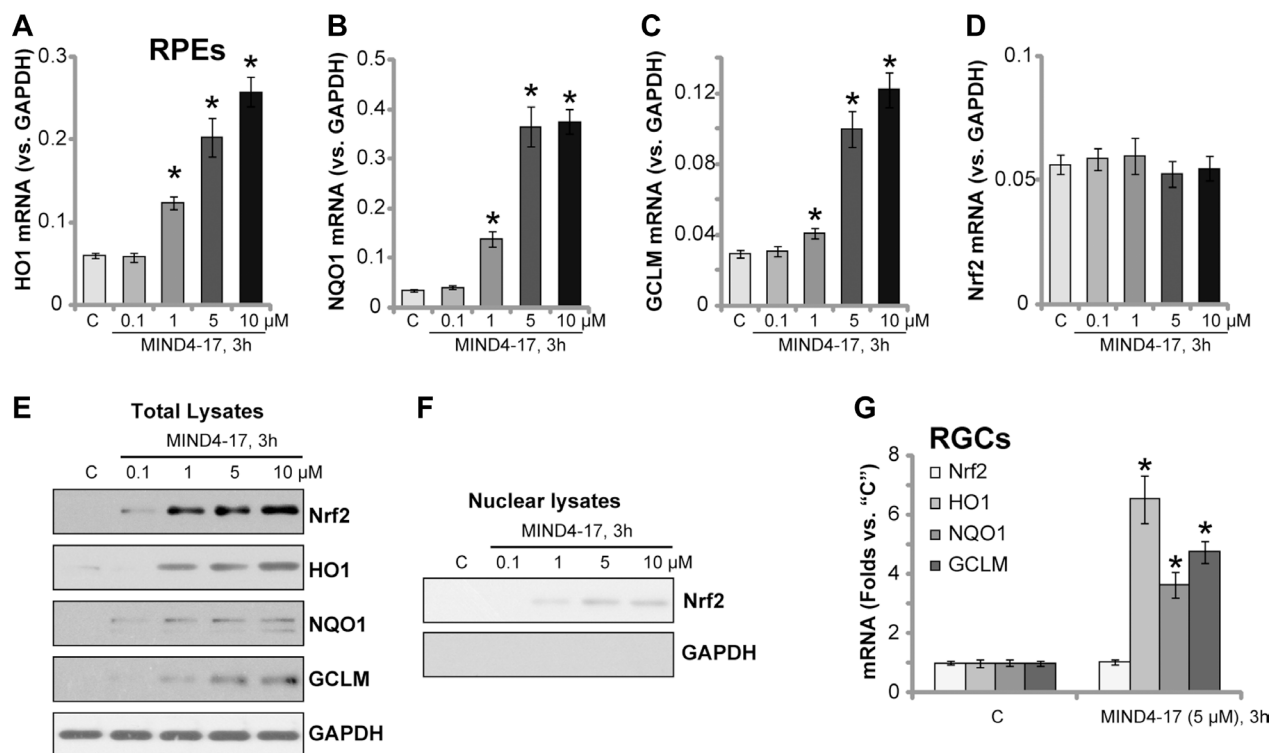 A
RPEs
HO1 mRNA (vs. GAPDH)
0.3
0.2
0.1
0
* * *
C 0.1 1 5 10 µM
MIND4-17, 3h
B
NQO1 mRNA (vs. GAPDH)
0.5
0.4
0.3
0.2
0.1
0
* * *
C 0.1 1 5 10 µM
MIND4-17, 3h
C
GCLM mRNA (vs. GAPDH)
0.12
0.08
0.04
0
* * *
C 0.1 1 5 10 µM
MIND4-17, 3h
D
Nrf2 mRNA (vs. GAPDH)
0.1
0.05
0
C 0.1 1 5 10 µM
MIND4-17, 3h
E
Total Lysates
MIND4-17, 3h
C 0.1 1 5 10 µM
Nrf2
HO1
NQO1
GCLM
GAPDH
F
Nuclear lysates
MIND4-17, 3h
C 0.1 1 5 10 µM
Nrf2
GAPDH
G
RGCs
mRNA (Folds vs. “C”)
8
6
4
2
0
Nrf2
HO1
NQO1
GCLM
* * *
C MIND4-17 (5 µM), 3h